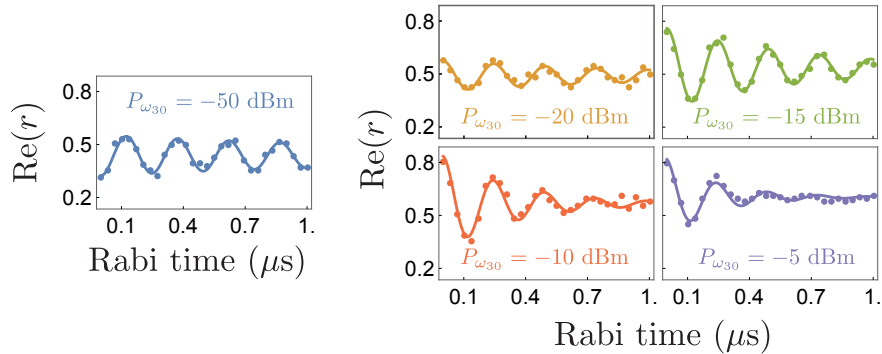 0.8
0.5
0.2
Re(r)
P_{ω30} = −50 dBm
0.1 0.4 0.7 1.
Rabi time (μs)
0.8
0.5
0.2
0.8
0.5
0.2
Re(r)
P_{ω30} = −20 dBm
P_{ω30} = −15 dBm
P_{ω30} = −10 dBm
P_{ω30} = −5 dBm
0.1 0.4 0.7 1.
0.1 0.4 0.7 1.
Rabi time (μs)